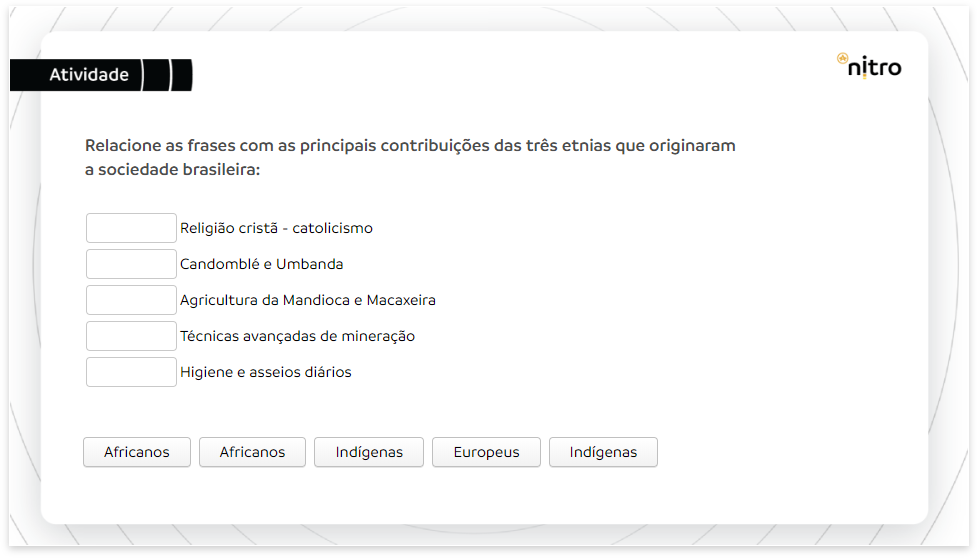 Atividade
nitro
Relacione as frases com as principais contribuições das três etnias que originaram
a sociedade brasileira:
Religião cristã - catolicismo
Candomblé e Umbanda
Agricultura da Mandioca e Macaxeira
Técnicas avançadas de mineração
Higiene e asseios diários
Africanos Africanos Indígenas Europeus Indígenas